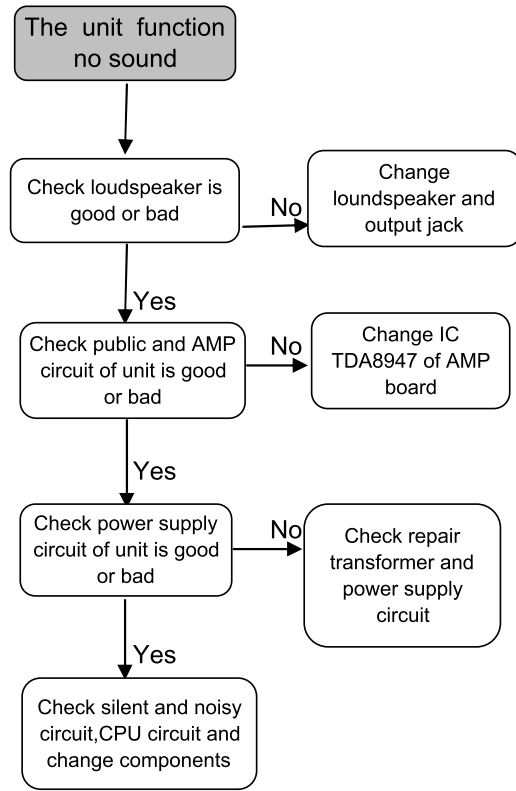 The unit function
no sound
Check loudspeaker is
good or bad
No
Change
loundspeaker and
output jack
Yes
Check public and AMP
circuit of unit is good
or bad
No
Change IC
TDA8947 of AMP
board
Yes
Check power supply
circuit of unit is good
or bad
No
Check repair
transformer and
power supply
circuit
Yes
Check silent and noisy
circuit,CPU circuit and
change components